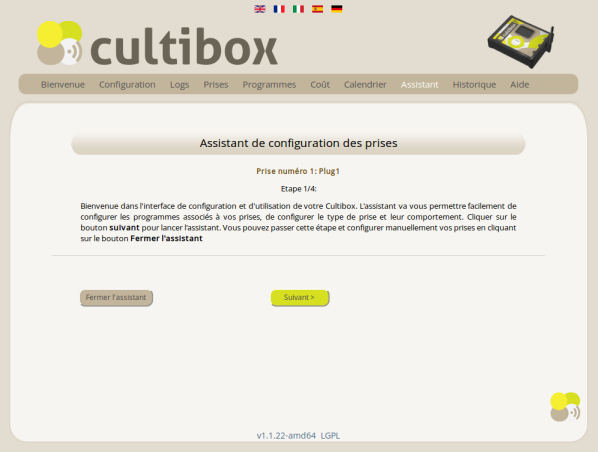 cultibox
Bienvenue Configuration Logs Prises Programmes Coût Calendrier Assistant Historique Aide
Assistant de configuration des prises
Prise numéro 1: Plug1
Etape 1/4:
Bienvenue dans l'interface de configuration et d'utilisation de votre Cultibox. L'assistant va vous permettre facilement de
configurer les programmes associés à vos prises, de configurer le type de prise et leur comportement. Cliquer sur le
bouton suivant pour lancer l'assistant. Vous pouvez passer cette étape et configurer manuellement vos prises en cliquant
sur le bouton Fermer l'assistant
Fermer l'assistant Suivant >
v1.1.22-amd64 LGPL